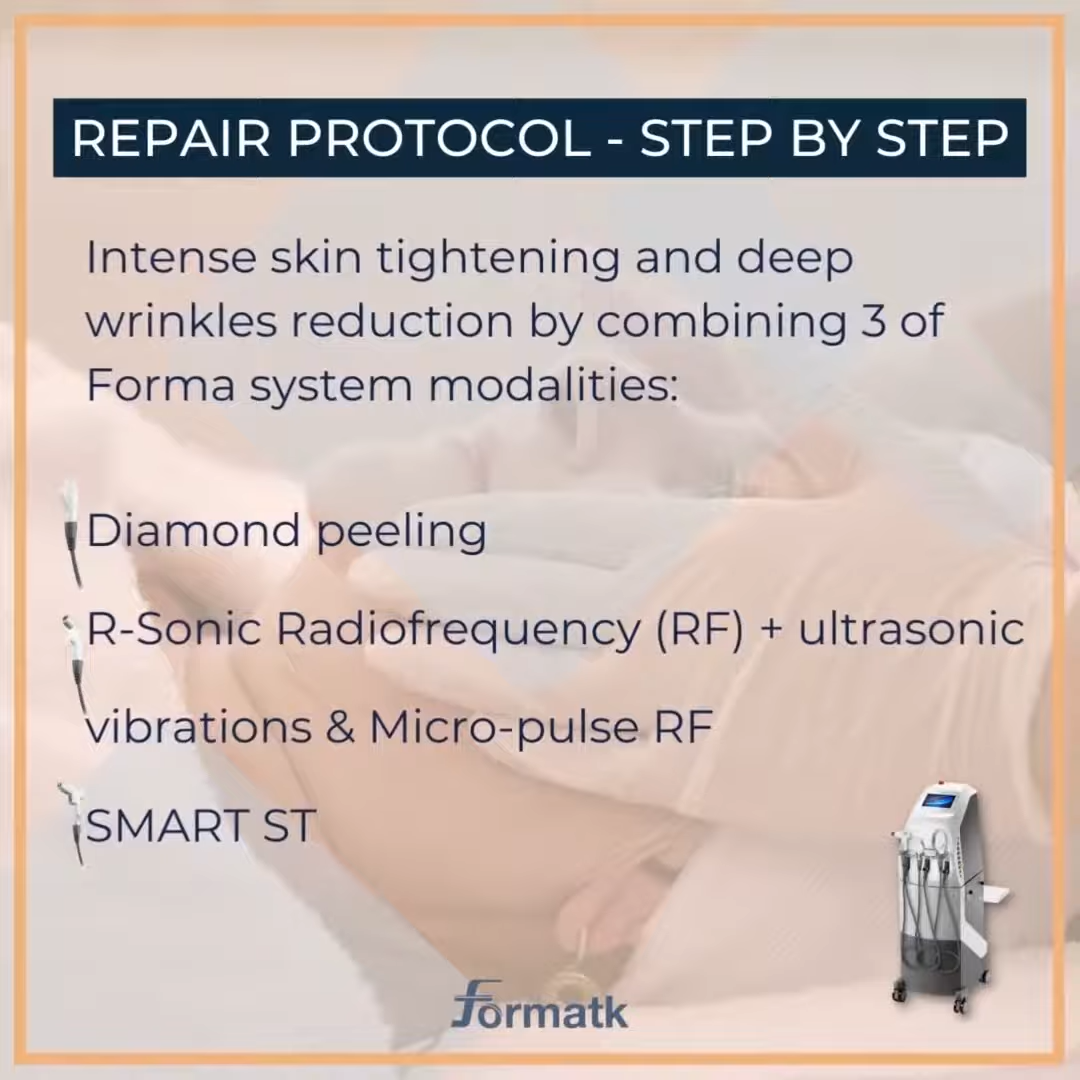 REPAIR PROTOCOL - STEP BY STEP
Intense skin tightening and deep
wrinkles reduction by combining 3 of
Forma system modalities:
Diamond peeling
R-Sonic Radiofrequency (RF) + ultrasonic
vibrations & Micro-pulse RF
SMART ST
formatk